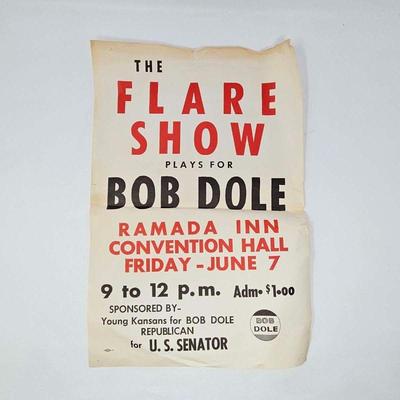 THE
FLARE
SHOW
PLAYS FOR
BOB DOLE
RAMADA INN
CONVENTION HALL
FRIDAY - JUNE 7
9 to 12 p.m. Adm. $1.00
SPONSORED BY-
Young Kansans for BOB DOLE
REPUBLICAN
for U. S. SENATOR
BOB
DOLE